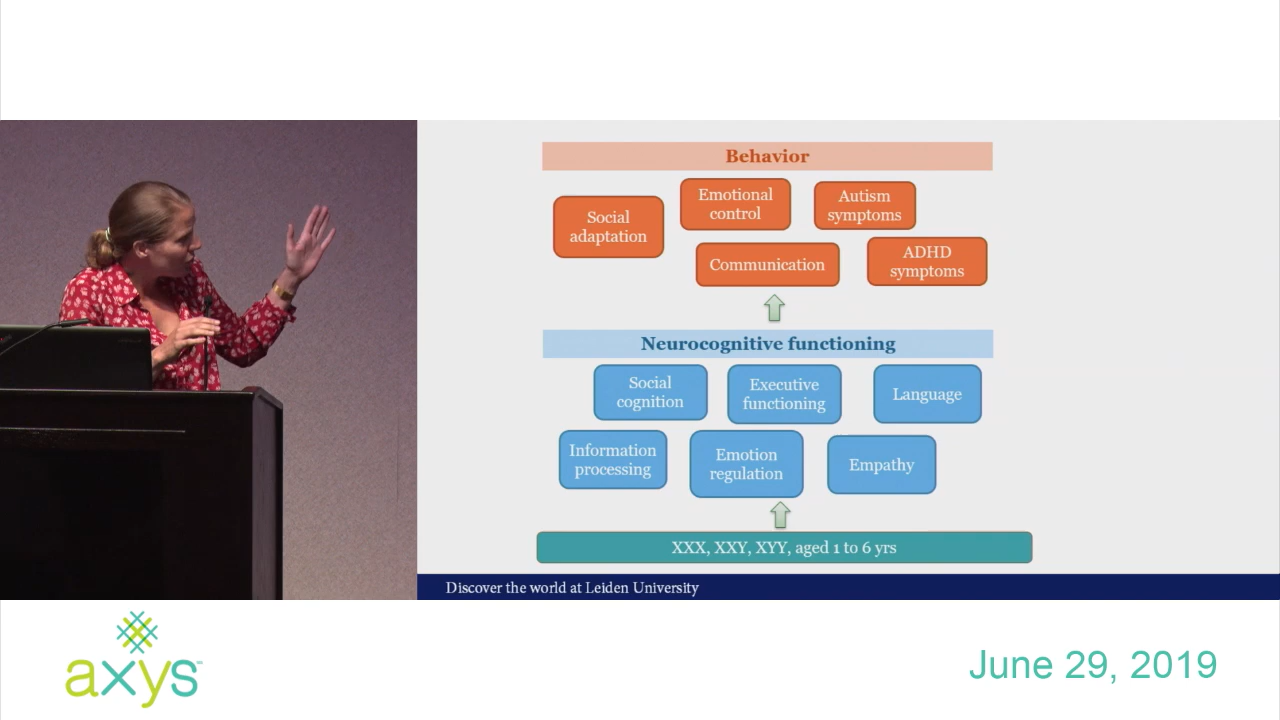 Behavior
Social
adaptation
Emotional
control
Autism
symptoms
Communication
ADHD
symptoms
Neurocognitive functioning
Social
cognition
Executive
functioning
Language
Information
processing
Emotion
regulation
Empathy
XXX, XXY, XYY, aged 1 to 6 yrs
Discover the world at Leiden University
axys
June 29, 2019